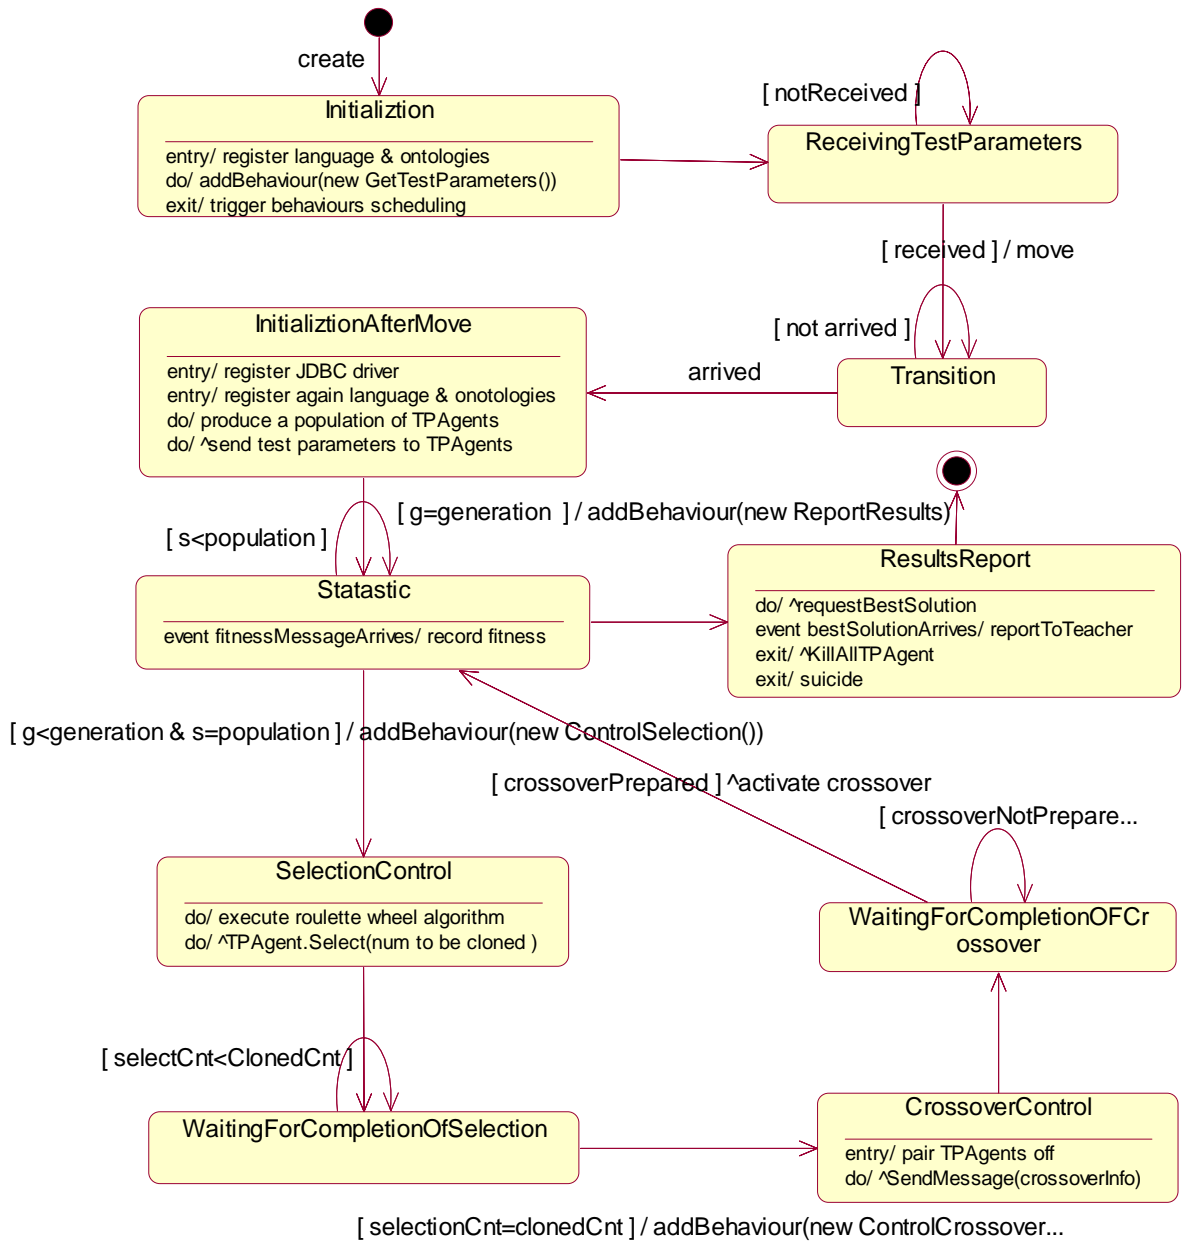 create
Initializtion
entry/ register language & ontologies
do/ addBehaviour(new GetTestParameters())
exit/ trigger behaviours scheduling
[ notReceived ]
ReceivingTestParameters
[ received ] / move
[ not arrived ]
Transition
arrived
InitializtionAfterMove
entry/ register JDBC driver
entry/ register again language & onotologies
do/ produce a population of TPAgents
do/ ^send test parameters to TPAgents
[ g=generation  ] / addBehaviour(new ReportResults)
[ s<population ]
Statastic
event fitnessMessageArrives/ record fitness
ResultsReport
do/ ^requestBestSolution
event bestSolutionArrives/ reportToTeacher
exit/ ^KillAllTPAgent
exit/ suicide
[ g<generation & s=population ] / addBehaviour(new ControlSelection())
[ crossoverPrepared ] ^activate crossover
[ crossoverNotPrepare...
SelectionControl
do/ execute roulette wheel algorithm
do/ ^TPAgent.Select(num to be cloned )
WaitingForCompletionOFCr
ossover
[ selectCnt<ClonedCnt ]
WaitingForCompletionOfSelection
CrossoverControl
entry/ pair TPAgents off
do/ ^SendMessage(crossoverInfo)
[ selectionCnt=clonedCnt ] / addBehaviour(new ControlCrossover...